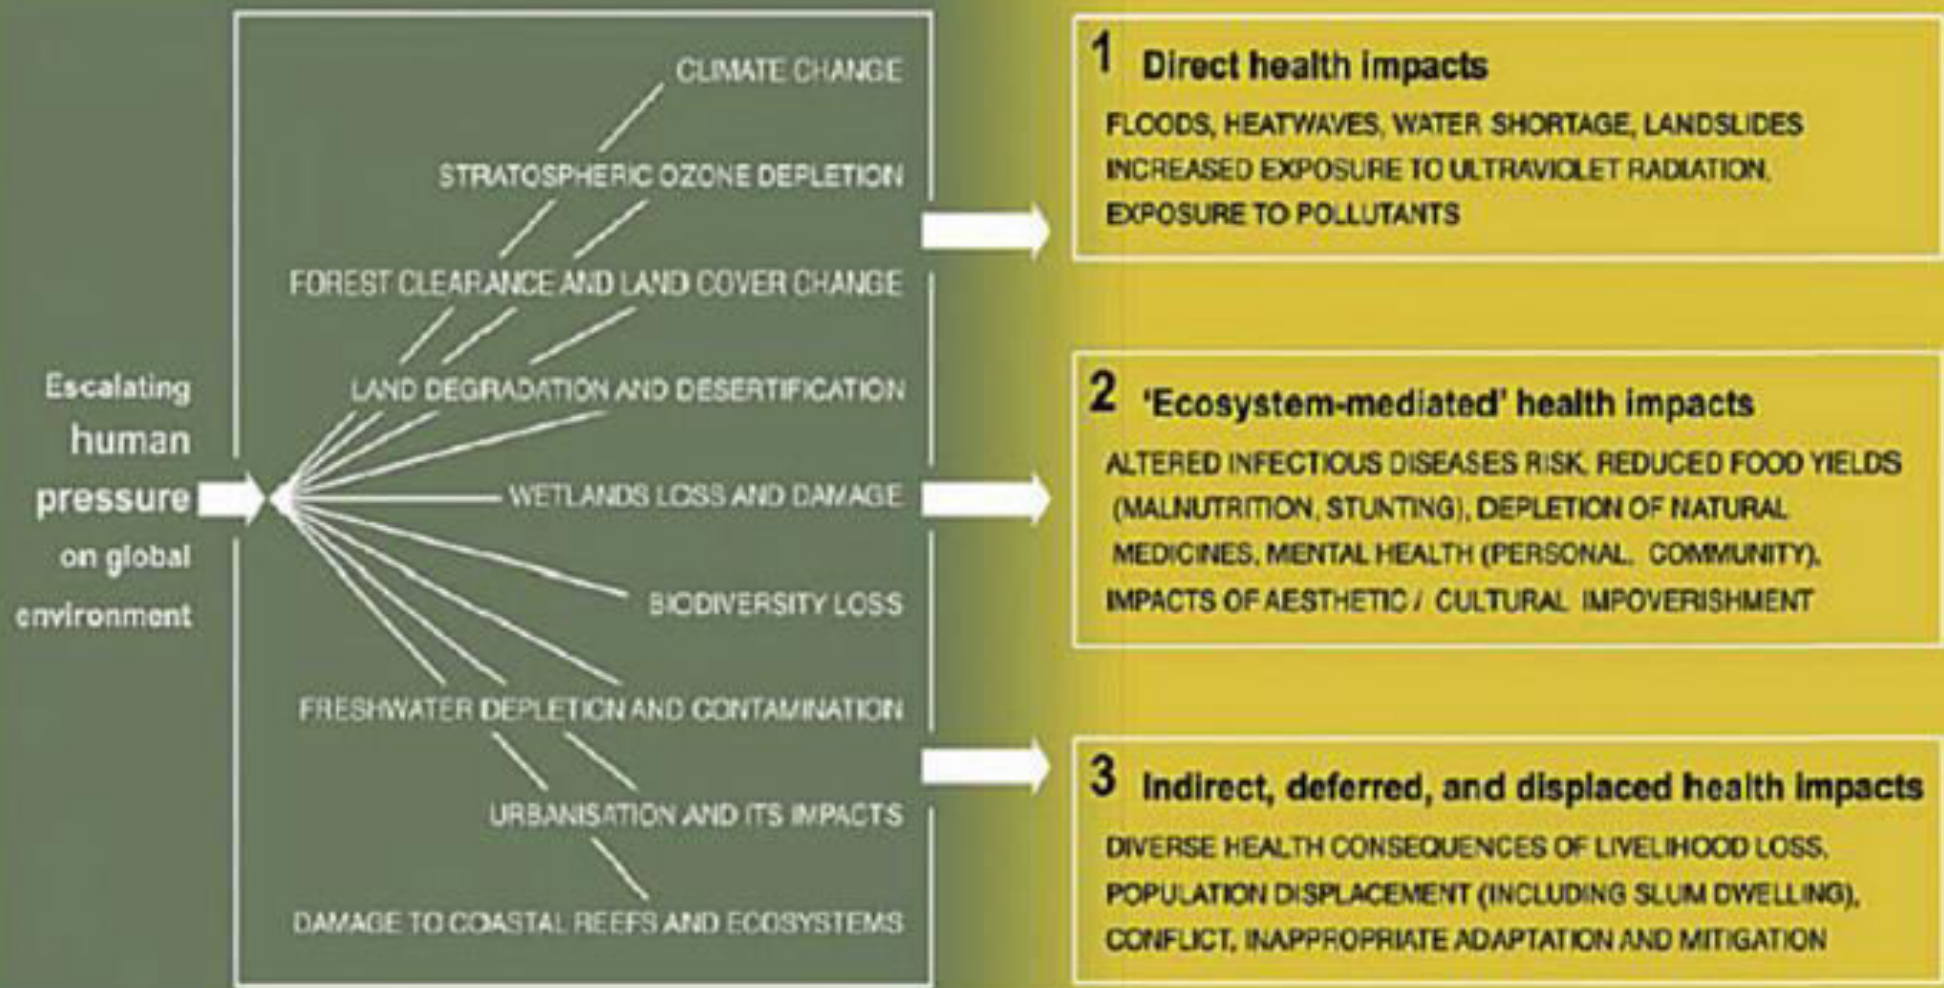 Escalating
human
pressure
on global
environment
CLIMATE CHANGE
STRATOSPHERIC OZONE DEPLETION
FOREST CLEARANCE AND LAND COVER CHANGE
LAND DEGRADATION AND DESERTIFICATION
WETLANDS LOSS AND DAMAGE
BIODIVERSITY LOSS
FRESHWATER DEPLETION AND CONTAMINATION
URBANISATION AND ITS IMPACTS
DAMAGE TO COASTAL REEFS AND ECOSYSTEMS
1 Direct health impacts
FLOODS, HEATWAVES, WATER SHORTAGE, LANDSLIDES
INCREASED EXPOSURE TO ULTRAVIOLET RADIATION,
EXPOSURE TO POLLUTANTS
2 'Ecosystem-mediated' health impacts
ALTERED INFECTIOUS DISEASES RISK, REDUCED FOOD YIELDS
(MALNUTRITION, STUNTING), DEPLETION OF NATURAL
MEDICINES, MENTAL HEALTH (PERSONAL, COMMUNITY),
IMPACTS OF AESTHETIC / CULTURAL IMPOVERISHMENT
3 Indirect, deferred, and displaced health impacts
DIVERSE HEALTH CONSEQUENCES OF LIVELIHOOD LOSS,
POPULATION DISPLACEMENT (INCLUDING SLUM DWELLING),
CONFLICT, INAPPROPRIATE ADAPTATION AND MITIGATION